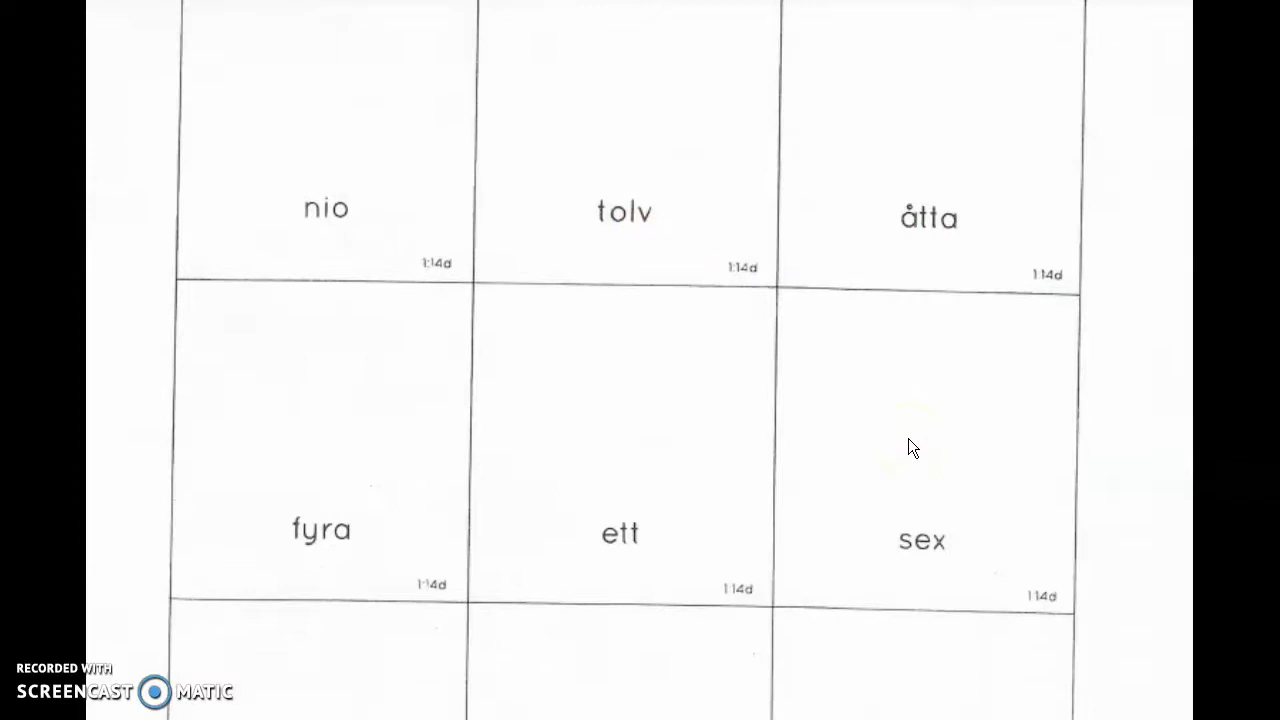 nio
tolv
åtta
1:14d
1:14d
1:14d
fyra
ett
sex
1:14d
1:14d
1:14d
RECORDED WITH
SCREENCAST MATIC